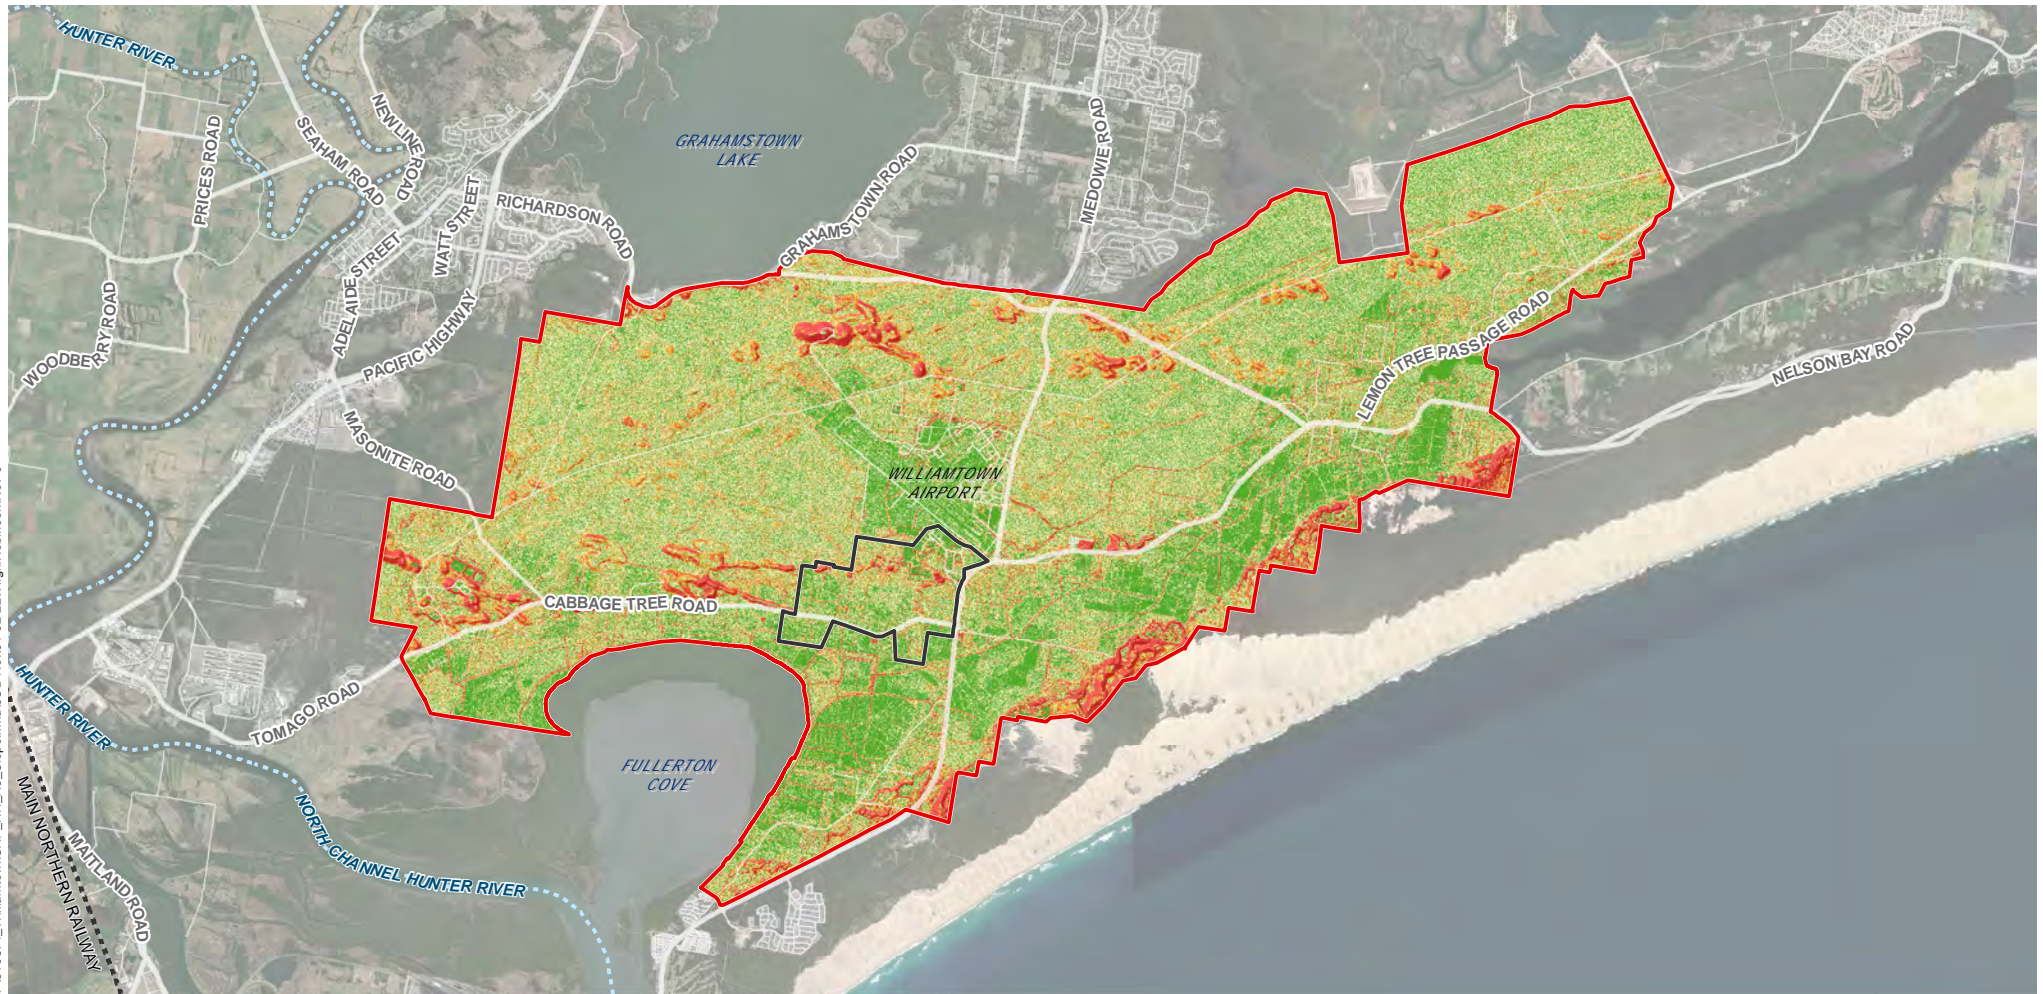 HUNTER RIVER
NEWLINE ROAD
SEAHAM ROAD
PRICES ROAD
GRAHAMSTOWN
LAKE
MEDOWIE ROAD
GRAHAMSTOWN ROAD
RICHARDSON ROAD
WATT STREET
ADELAIDE STREET
PACIFIC HIGHWAY
WOODBERRY ROAD
LEMON TREE PASSAGE ROAD
NELSON BAY ROAD
MASONITE ROAD
WILLIAMTOWN
AIRPORT
CABBAGE TREE ROAD
HUNTER RIVER
TOMAGO ROAD
FULLERTON
COVE
NORTH CHANNEL HUNTER RIVER
MAIN NORTHERN RAILWAY
MAITLAND ROAD